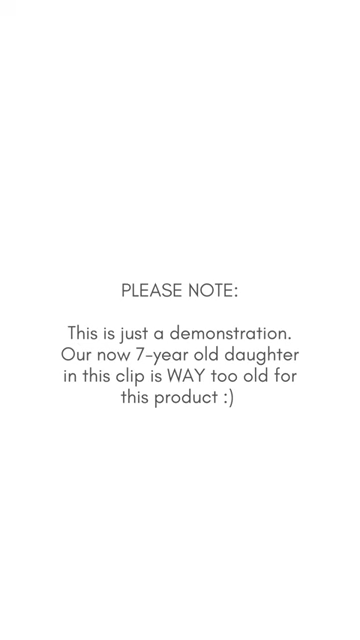 PLEASE NOTE:
This is just a demonstration.
Our now 7-year old daughter
in this clip is WAY too old for
this product :)